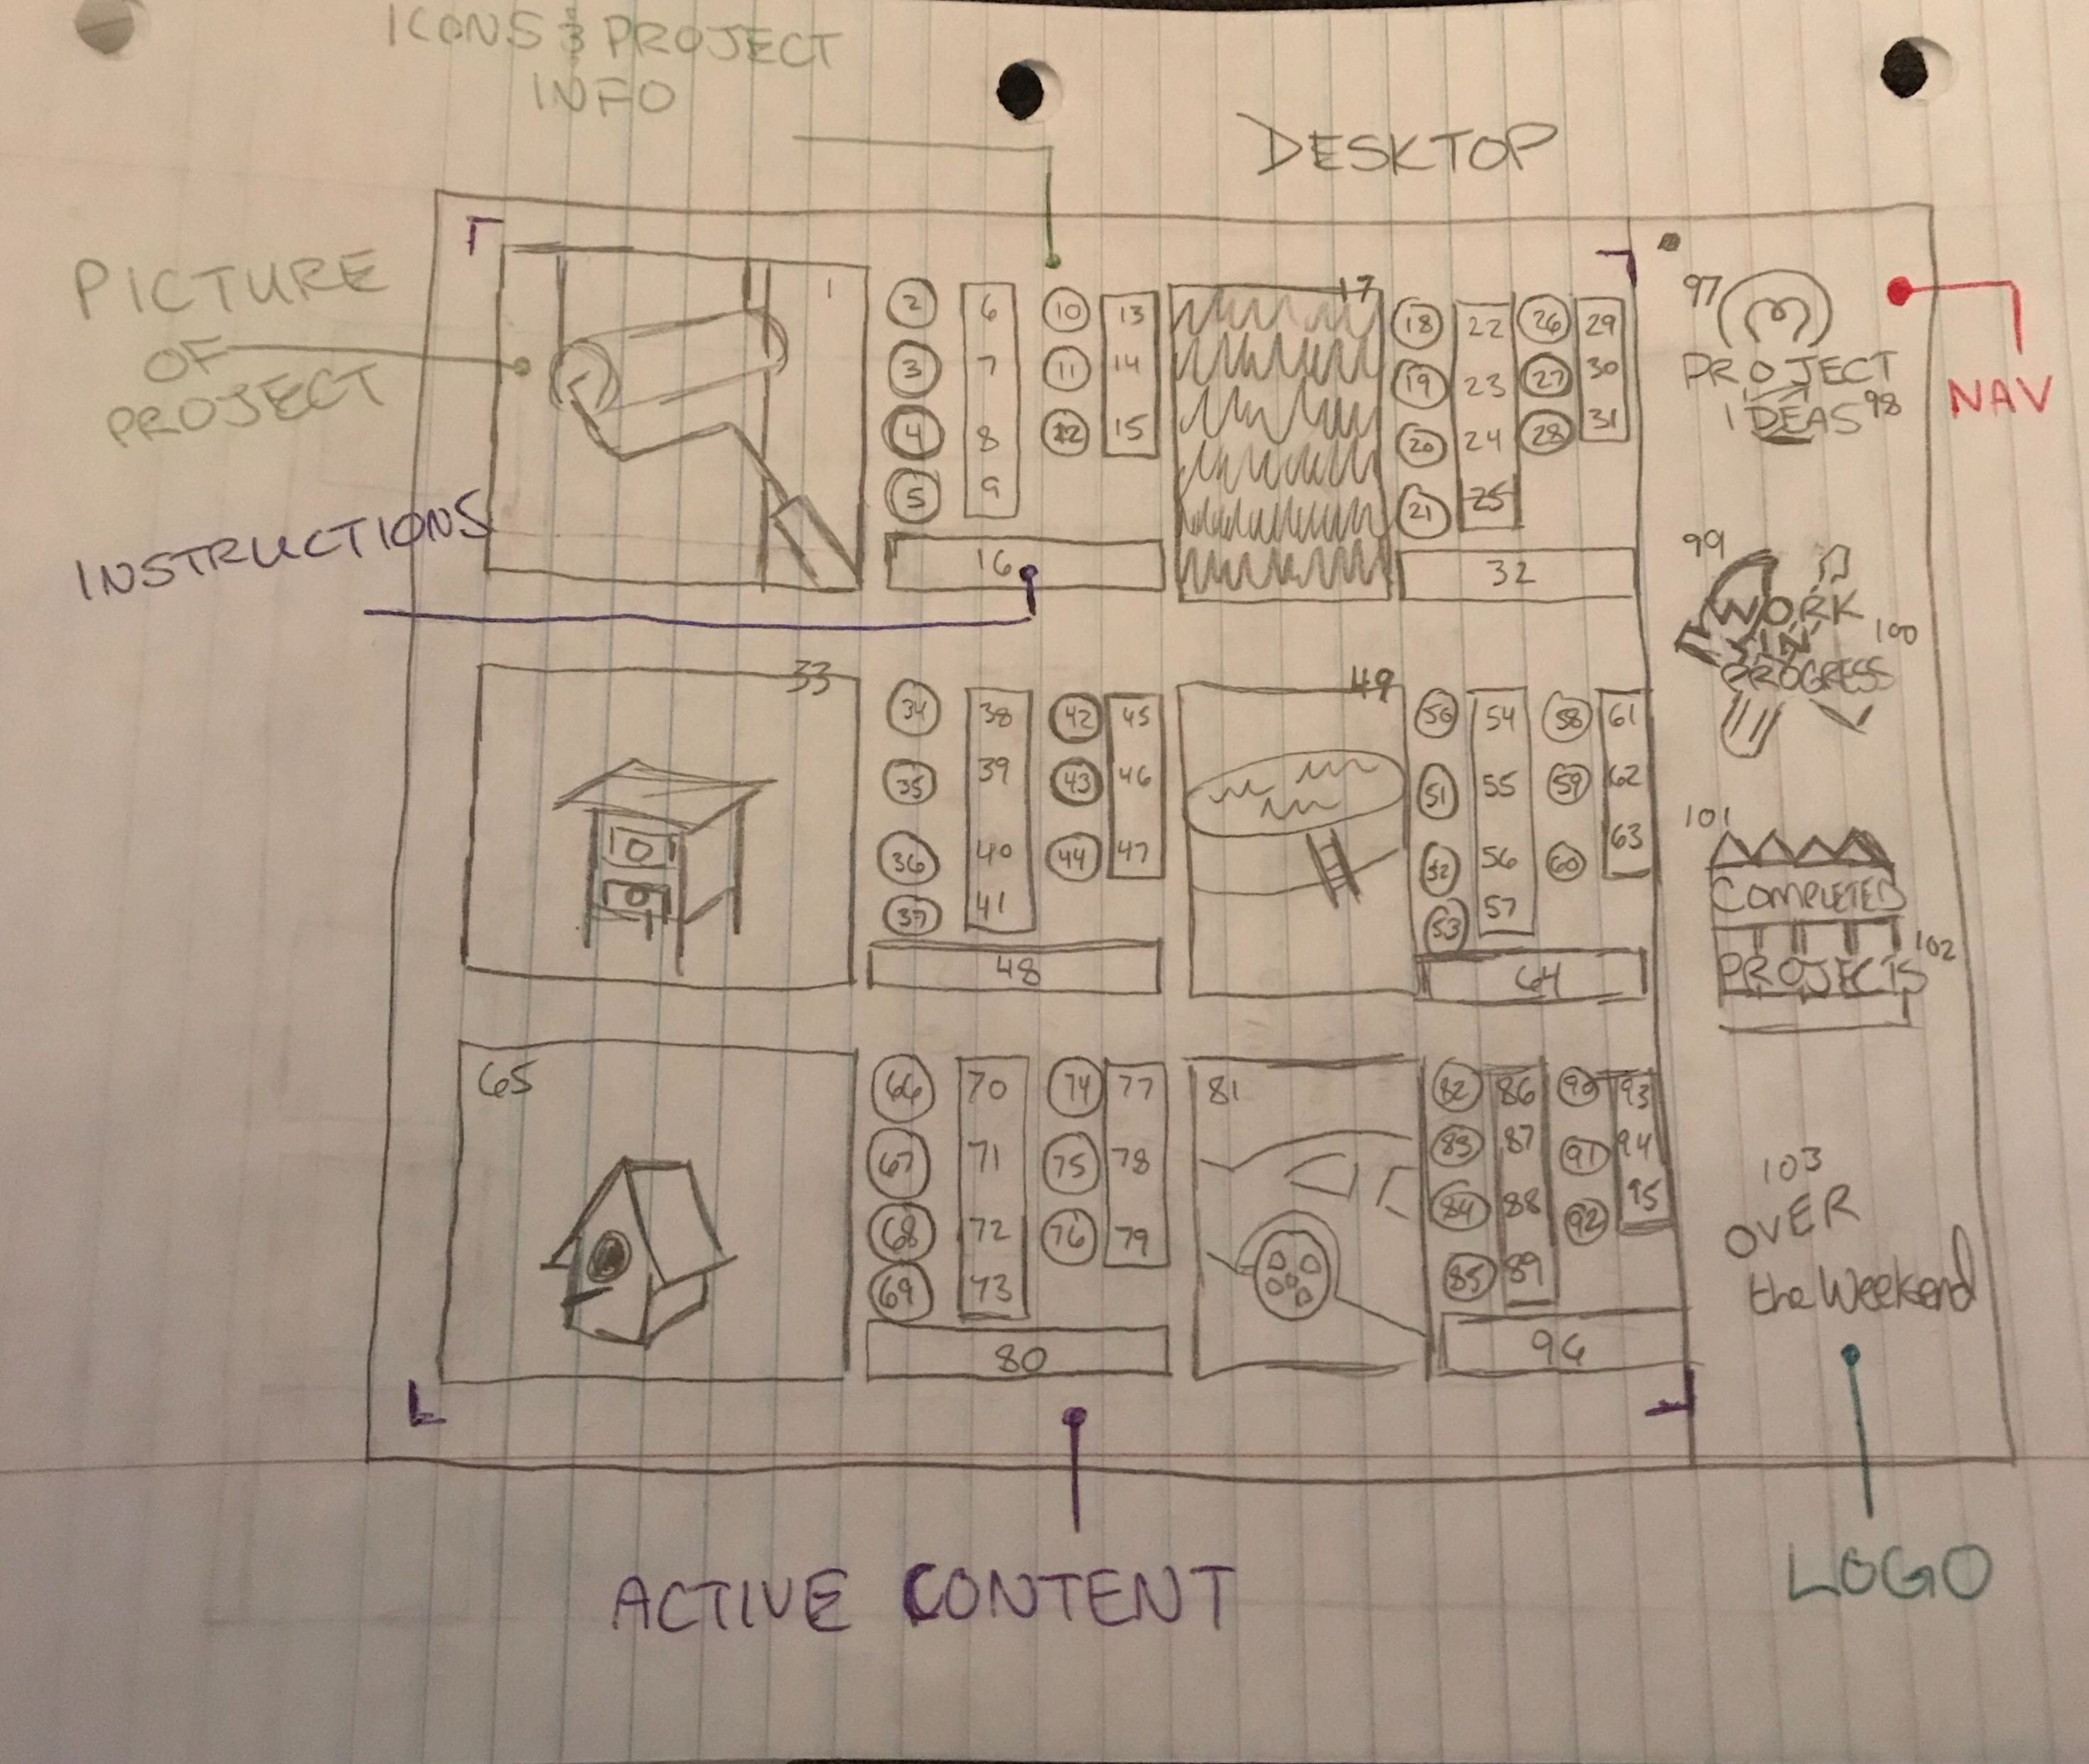 ICONS & PROJECT
INFO
DESKTOP
PICTURE
OF
PROJECT
INSTRUCTIONS
1
2 6 10 13
3 7 11 14
4 8 12 15
5 9
16
17
18 22 26 29
19 23 27 30
20 24 28 31
21 25
32
33
34 38 42 45
35 39 43 46
36 40 44 47
37 41
48
49
50 54 58 61
51 55 59 62
52 56 60 63
53 57
64
65
66 70 74 77
67 71 75 78
68 72 76 79
69 73
80
81
82 86 90 93
83 87 91 94
84 88 92 95
85 89
96
97
PROJECT
IDEAS 98
NAV
99
WORK
IN 100
PROGRESS
101
COMPLETED
102
PROJECTS
103
OVER
the Weekend
ACTIVE CONTENT
LOGO